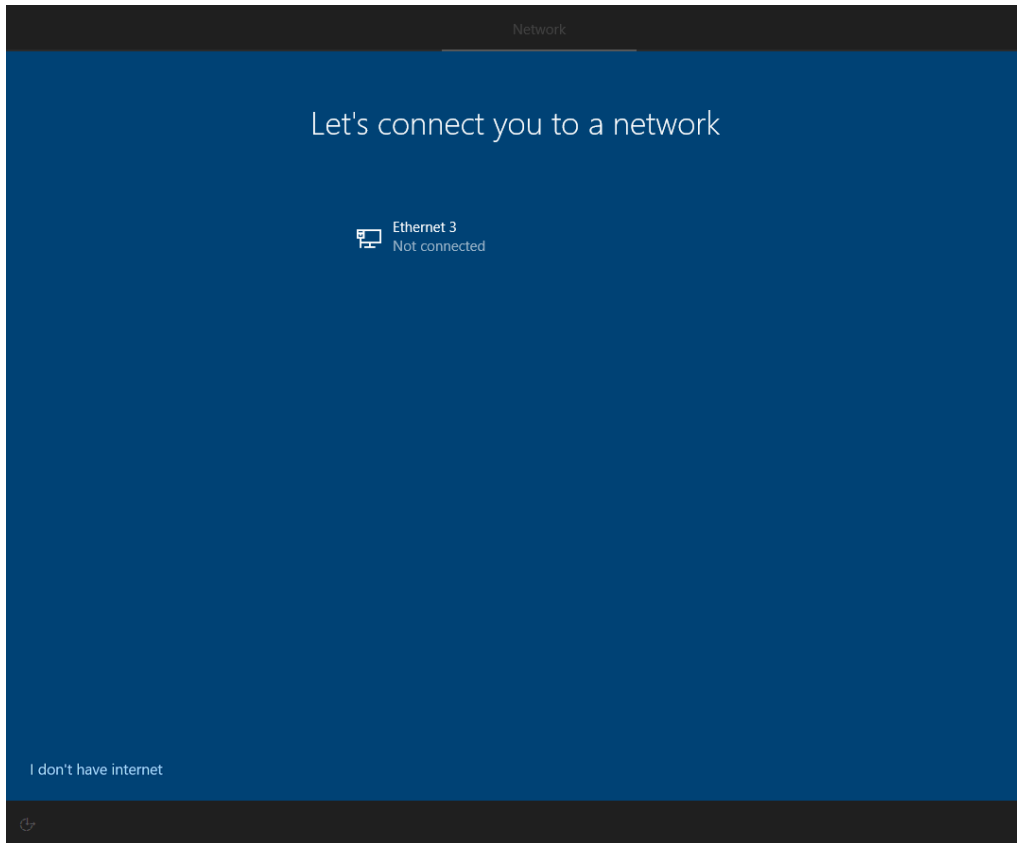 Network
Let's connect you to a network
Ethernet 3
Not connected
I don't have internet